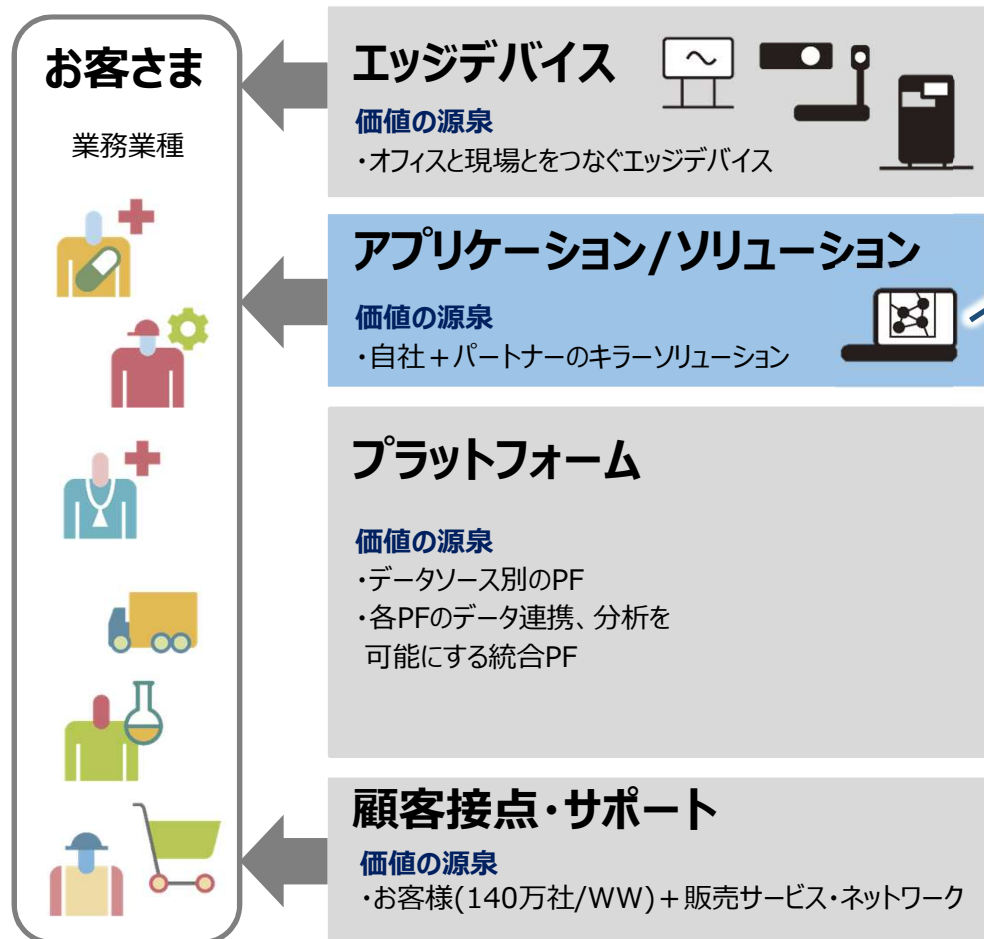 お客さま
業務業種
エッジデバイス
価値の源泉
・オフィスと現場とをつなぐエッジデバイス
アプリケーション/ソリューション
価値の源泉
・自社+パートナーのキラーソリューション
プラットフォーム
価値の源泉
・データソース別のPF
・各PFのデータ連携、分析を
可能にする統合PF
顧客接点・サポート
価値の源泉
・お客様(140万社/WW)+販売サービス・ネットワーク